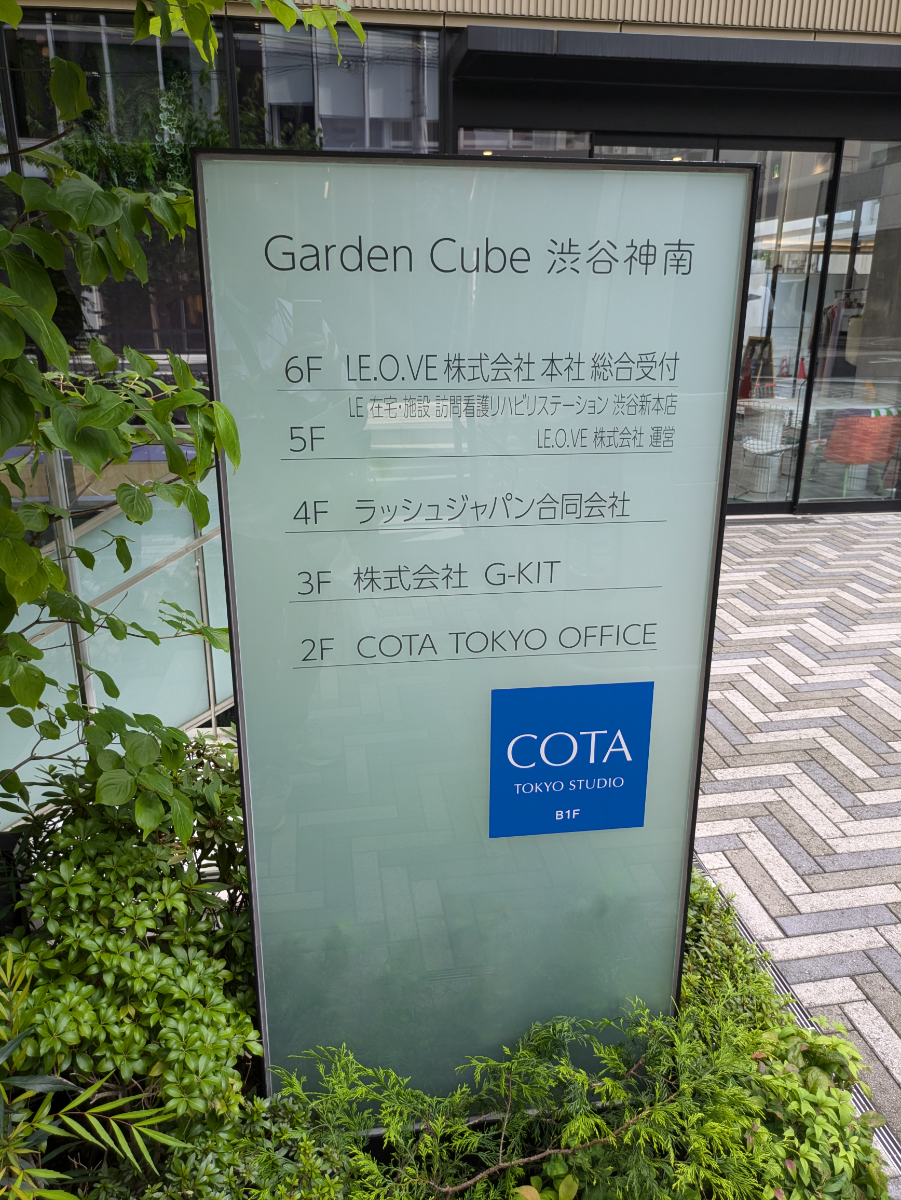 Garden Cube 渋谷神南
6F LE.O.VE 株式会社 本社 総合受付
LE 在宅・施設 訪問看護リハビリステーション 渋谷新本店
5F LE.O.VE 株式会社 運営
4F ラッシュジャパン合同会社
3F 株式会社 G-KIT
2F COTA TOKYO OFFICE
COTA
TOKYO STUDIO
B1F